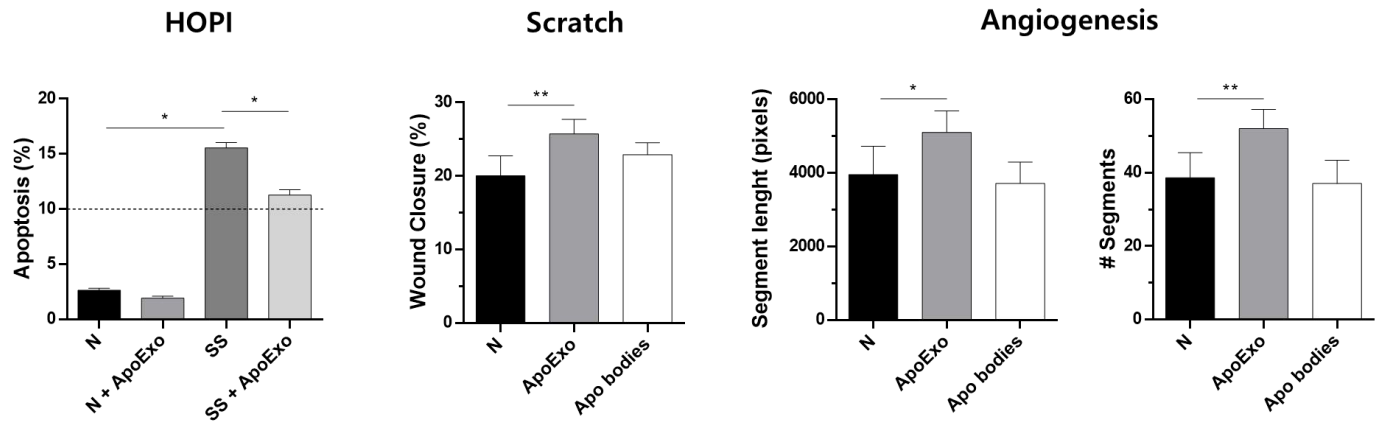 HOPI
Scratch
Angiogenesis
Apoptosis (%)
20
15
10
5
0
*
*
N
N + ApoExo
SS
SS + ApoExo
Wound Closure (%)
30
20
10
0
**
N
ApoExo
Apo bodies
Segment lenght (pixels)
6000
4000
2000
0
*
N
ApoExo
Apo bodies
# Segments
60
40
20
0
**
N
ApoExo
Apo bodies